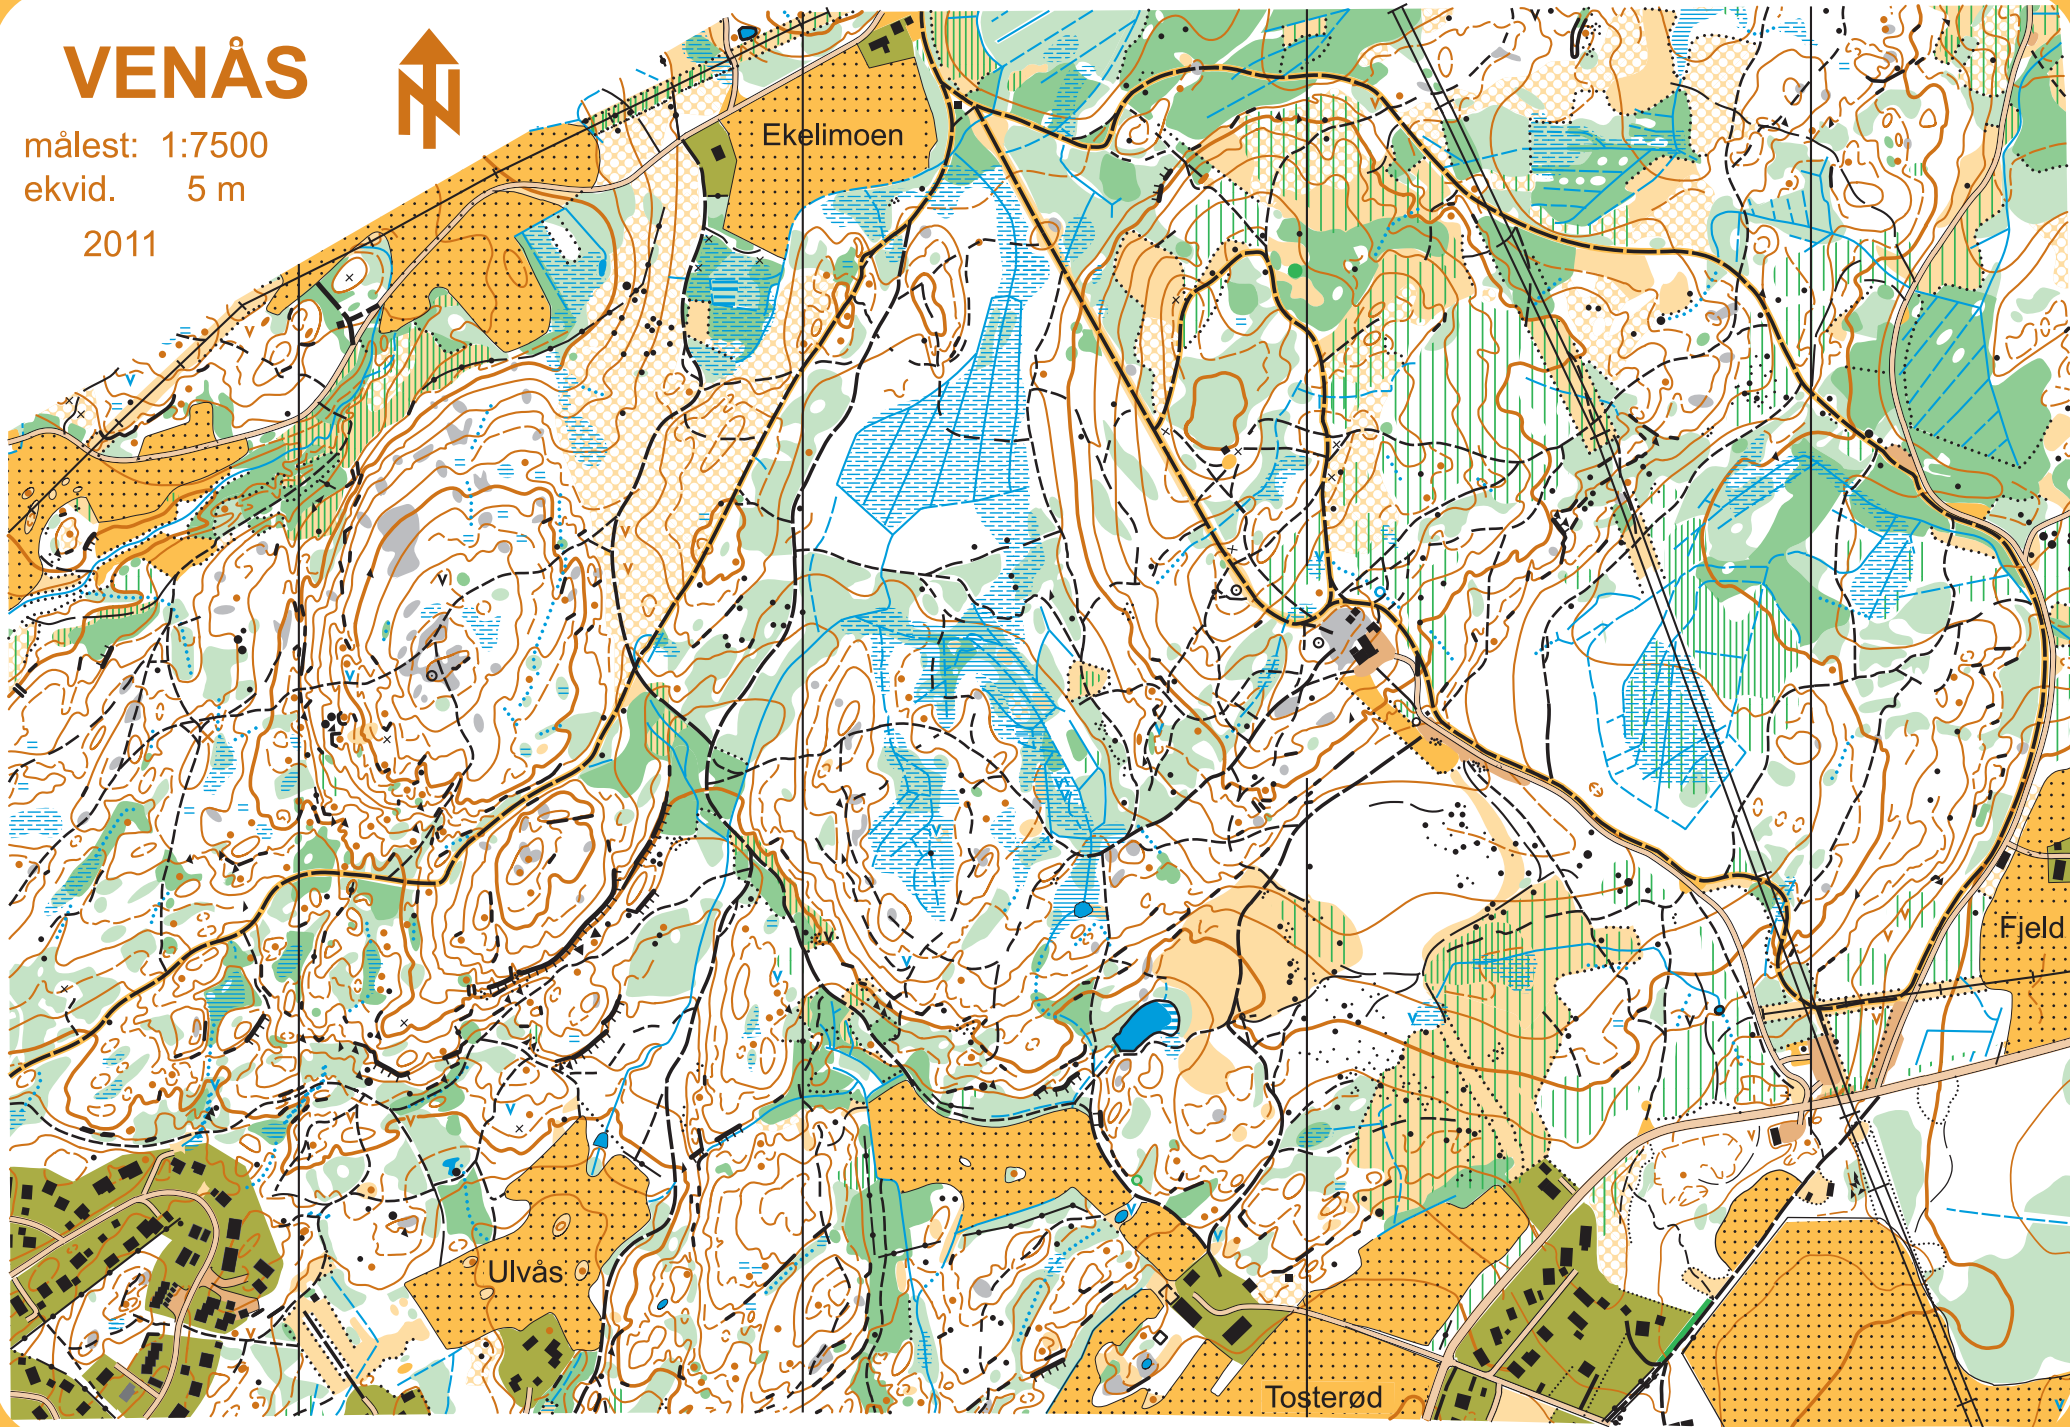 VENÅS
målest: 1:7500
ekvid. 5 m
2011
Ekelimoen
Fjeld
Ulvås
Tosterød